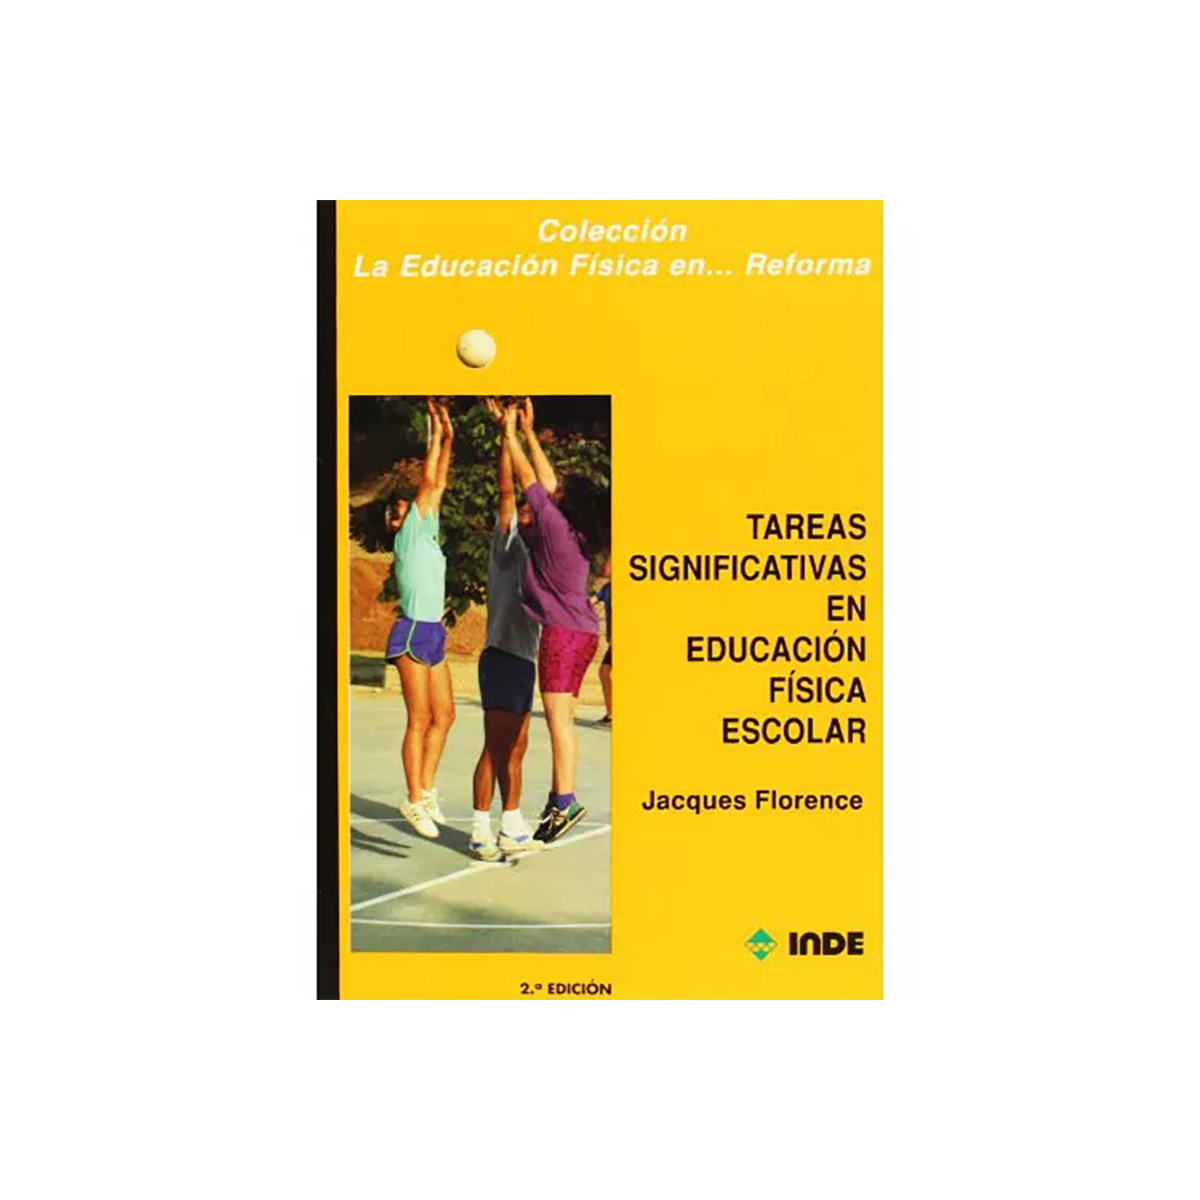 Colección
La Educación Física en... Reforma
TAREAS
SIGNIFICATIVAS
EN
EDUCACIÓN
FÍSICA
ESCOLAR
Jacques Florence
INDE
2.ª EDICIÓN